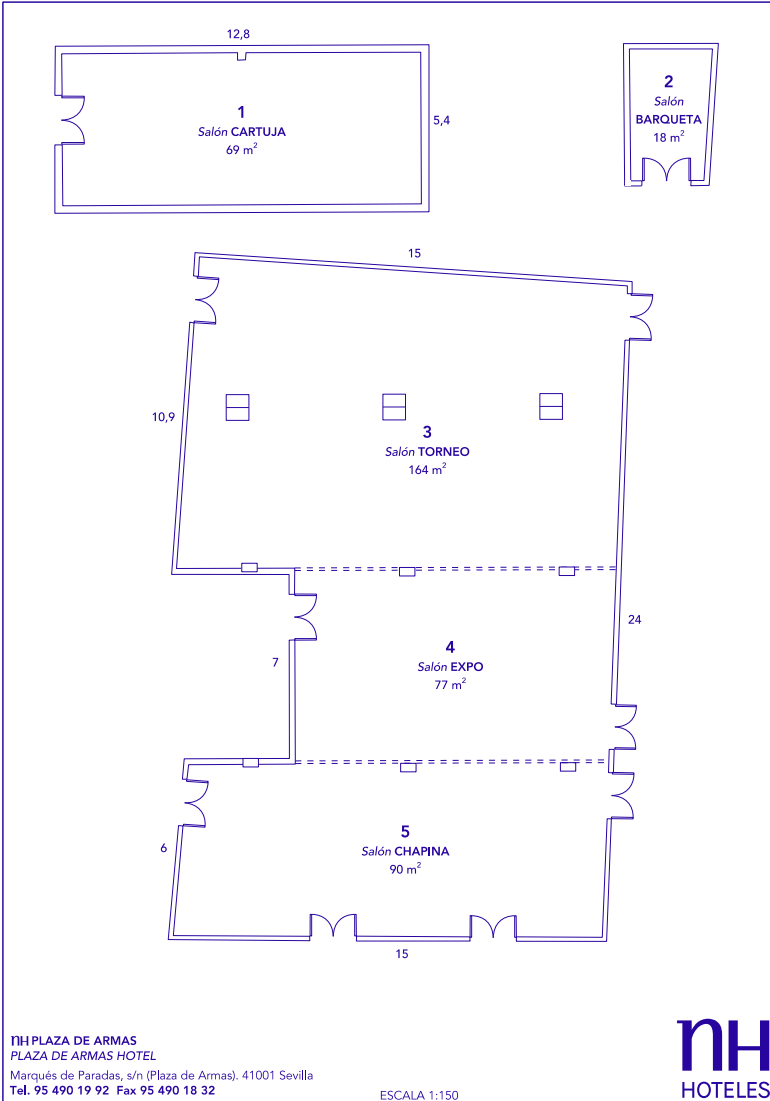 12,8
1
Salón CARTUJA
69 m²
5,4
2
Salón
BARQUETA
18 m²
15
10,9
3
Salón TORNEO
164 m²
24
7
4
Salón EXPO
77 m²
6
5
Salón CHAPINA
90 m²
15
nH PLAZA DE ARMAS
PLAZA DE ARMAS HOTEL
Marqués de Paradas, s/n (Plaza de Armas). 41001 Sevilla
Tel. 95 490 19 92 Fax 95 490 18 32
ESCALA 1:150
nH
HOTELES